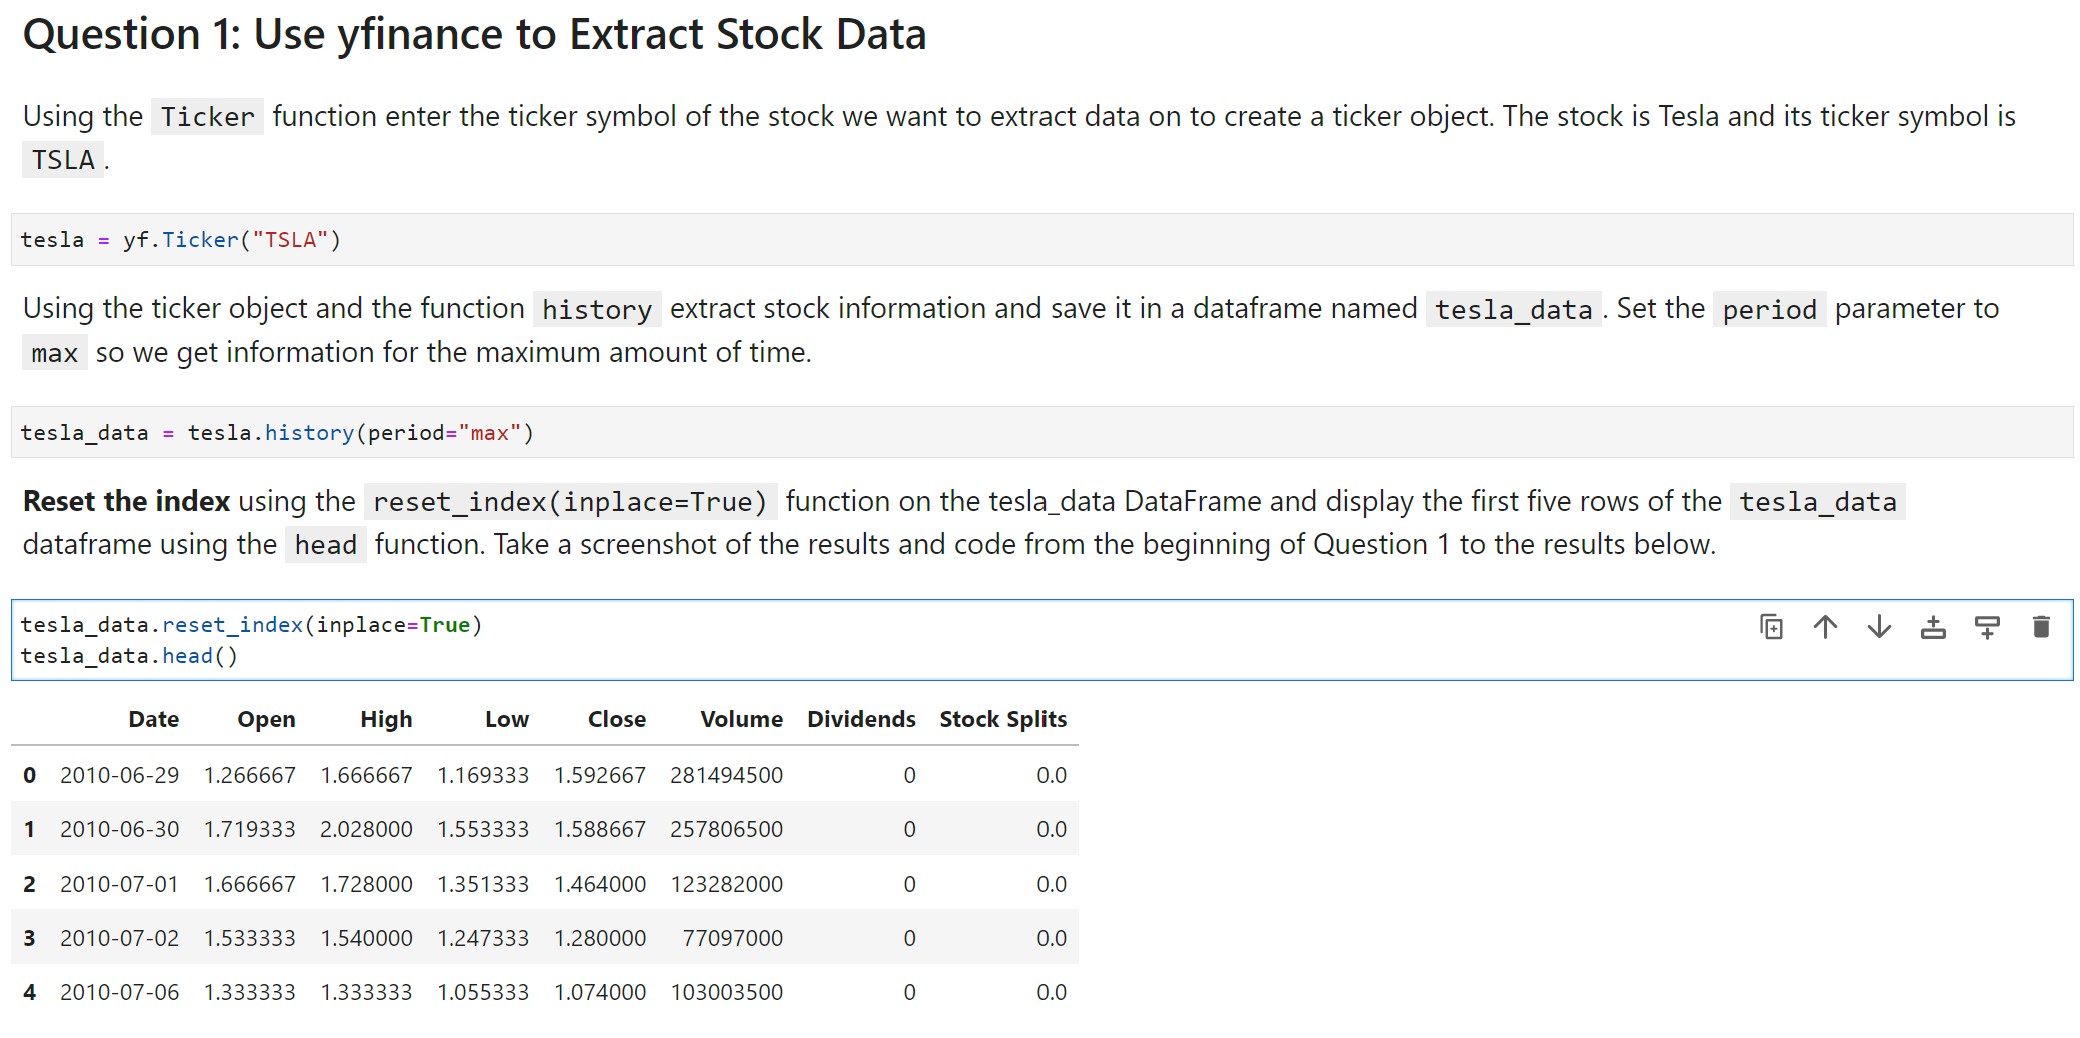 Question 1: Use yfinance to Extract Stock Data
Using the Ticker function enter the ticker symbol of the stock we want to extract data on to create a ticker object. The stock is Tesla and its ticker symbol is
TSLA.
tesla = yf.Ticker("TSLA")
Using the ticker object and the function history extract stock information and save it in a dataframe named tesla_data. Set the period parameter to
max so we get information for the maximum amount of time.
tesla_data = tesla.history(period="max")
Reset the index using the reset_index(inplace=True) function on the tesla_data DataFrame and display the first five rows of the tesla_data
dataframe using the head function. Take a screenshot of the results and code from the beginning of Question 1 to the results below.
tesla_data.reset_index(inplace=True)
tesla_data.head()
Date Open High Low Close Volume Dividends Stock Splits
0 2010-06-29 1.266667 1.666667 1.169333 1.592667 281494500 0 0.0
1 2010-06-30 1.719333 2.028000 1.553333 1.588667 257806500 0 0.0
2 2010-07-01 1.666667 1.728000 1.351333 1.464000 123282000 0 0.0
3 2010-07-02 1.533333 1.540000 1.247333 1.280000 77097000 0 0.0
4 2010-07-06 1.333333 1.333333 1.055333 1.074000 103003500 0 0.0